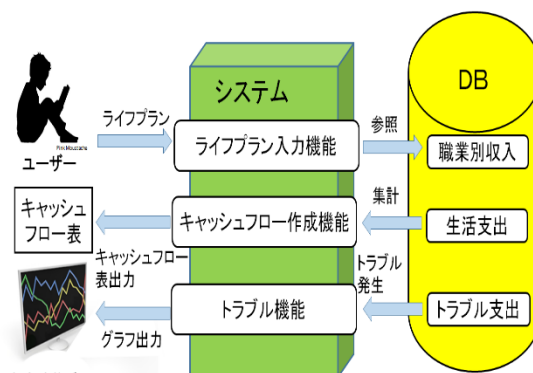 システム
DB
ライフプラン
ユーザー
ライフプラン入力機能
参照
職業別収入
キャッシュ
フロー表
キャッシュフロー作成機能
集計
生活支出
キャッシュフロー
表出力
トラブル
発生
トラブル機能
トラブル支出
グラフ出力